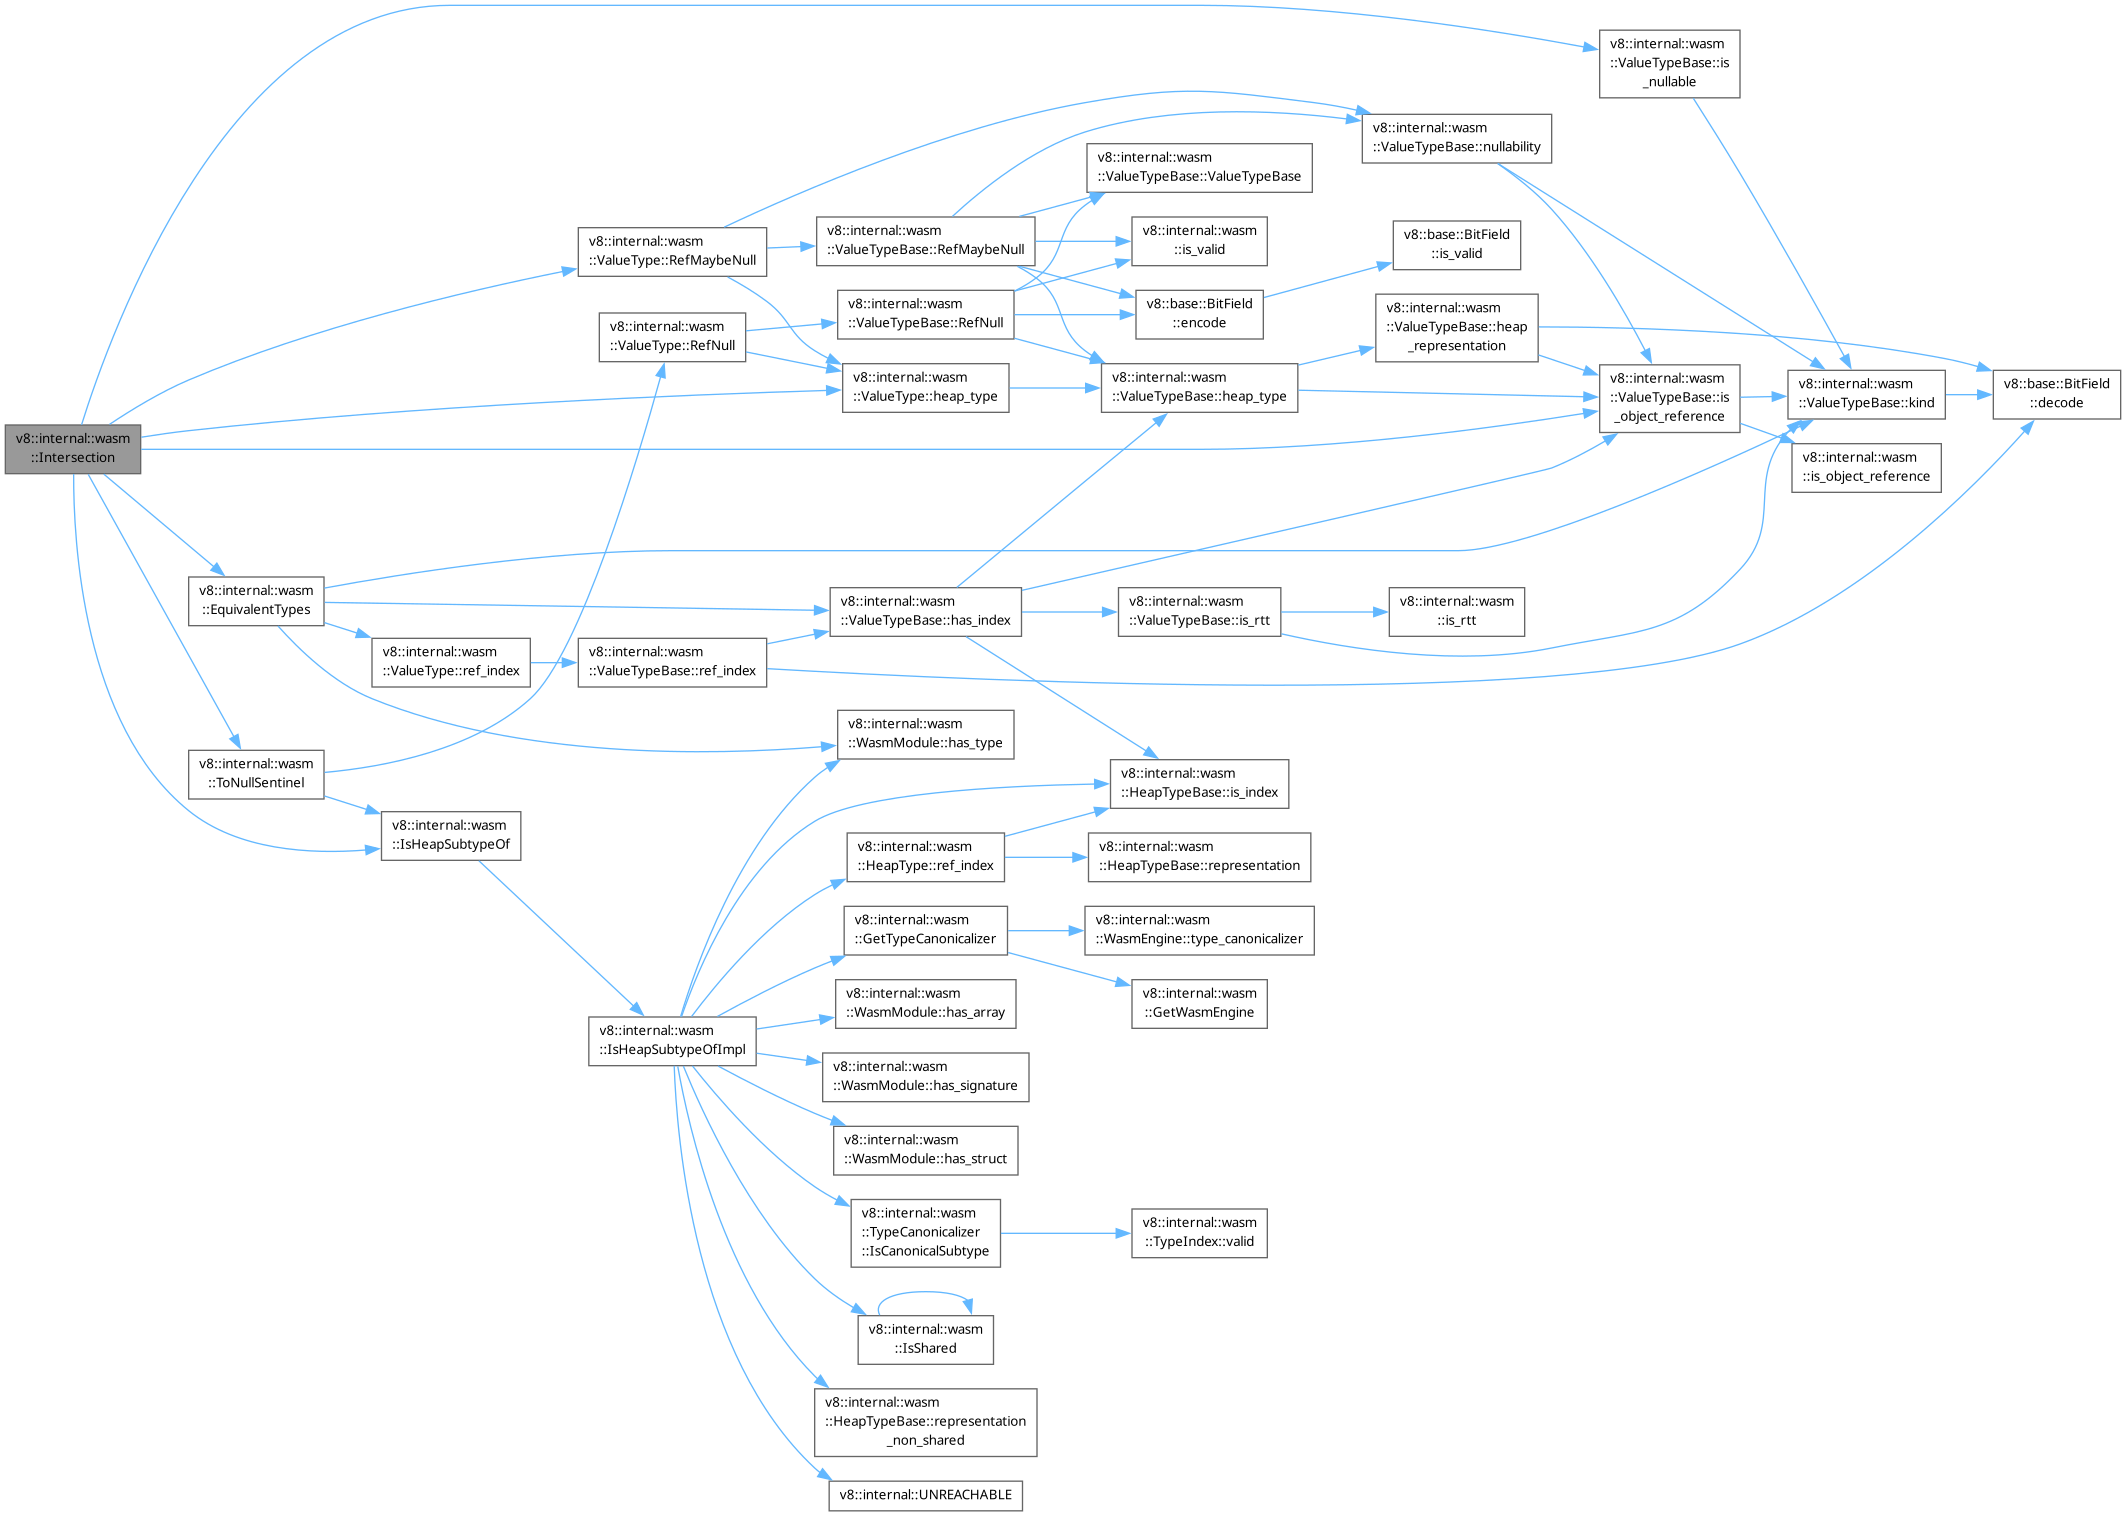 v8::internal::wasm
::ValueTypeBase::is
_nullable
v8::internal::wasm
::ValueTypeBase::nullability
v8::internal::wasm
::ValueTypeBase::ValueTypeBase
v8::internal::wasm
::ValueType::RefMaybeNull
v8::internal::wasm
::ValueTypeBase::RefMaybeNull
v8::internal::wasm
::is_valid
v8::base::BitField
::is_valid
v8::internal::wasm
::ValueType::RefNull
v8::internal::wasm
::ValueTypeBase::RefNull
v8::base::BitField
::encode
v8::internal::wasm
::ValueTypeBase::heap
_representation
v8::internal::wasm
::ValueType::heap_type
v8::internal::wasm
::ValueTypeBase::heap_type
v8::internal::wasm
::ValueTypeBase::is
_object_reference
v8::internal::wasm
::ValueTypeBase::kind
v8::base::BitField
::decode
v8::internal::wasm
::Intersection
v8::internal::wasm
::is_object_reference
v8::internal::wasm
::EquivalentTypes
v8::internal::wasm
::ValueTypeBase::has_index
v8::internal::wasm
::ValueTypeBase::is_rtt
v8::internal::wasm
::is_rtt
v8::internal::wasm
::ValueType::ref_index
v8::internal::wasm
::ValueTypeBase::ref_index
v8::internal::wasm
::WasmModule::has_type
v8::internal::wasm
::ToNullSentinel
v8::internal::wasm
::HeapTypeBase::is_index
v8::internal::wasm
::IsHeapSubtypeOf
v8::internal::wasm
::HeapType::ref_index
v8::internal::wasm
::HeapTypeBase::representation
v8::internal::wasm
::GetTypeCanonicalizer
v8::internal::wasm
::WasmEngine::type_canonicalizer
v8::internal::wasm
::WasmModule::has_array
v8::internal::wasm
::GetWasmEngine
v8::internal::wasm
::IsHeapSubtypeOfImpl
v8::internal::wasm
::WasmModule::has_signature
v8::internal::wasm
::WasmModule::has_struct
v8::internal::wasm
::TypeCanonicalizer
::IsCanonicalSubtype
v8::internal::wasm
::TypeIndex::valid
v8::internal::wasm
::IsShared
v8::internal::wasm
::HeapTypeBase::representation
_non_shared
v8::internal::UNREACHABLE